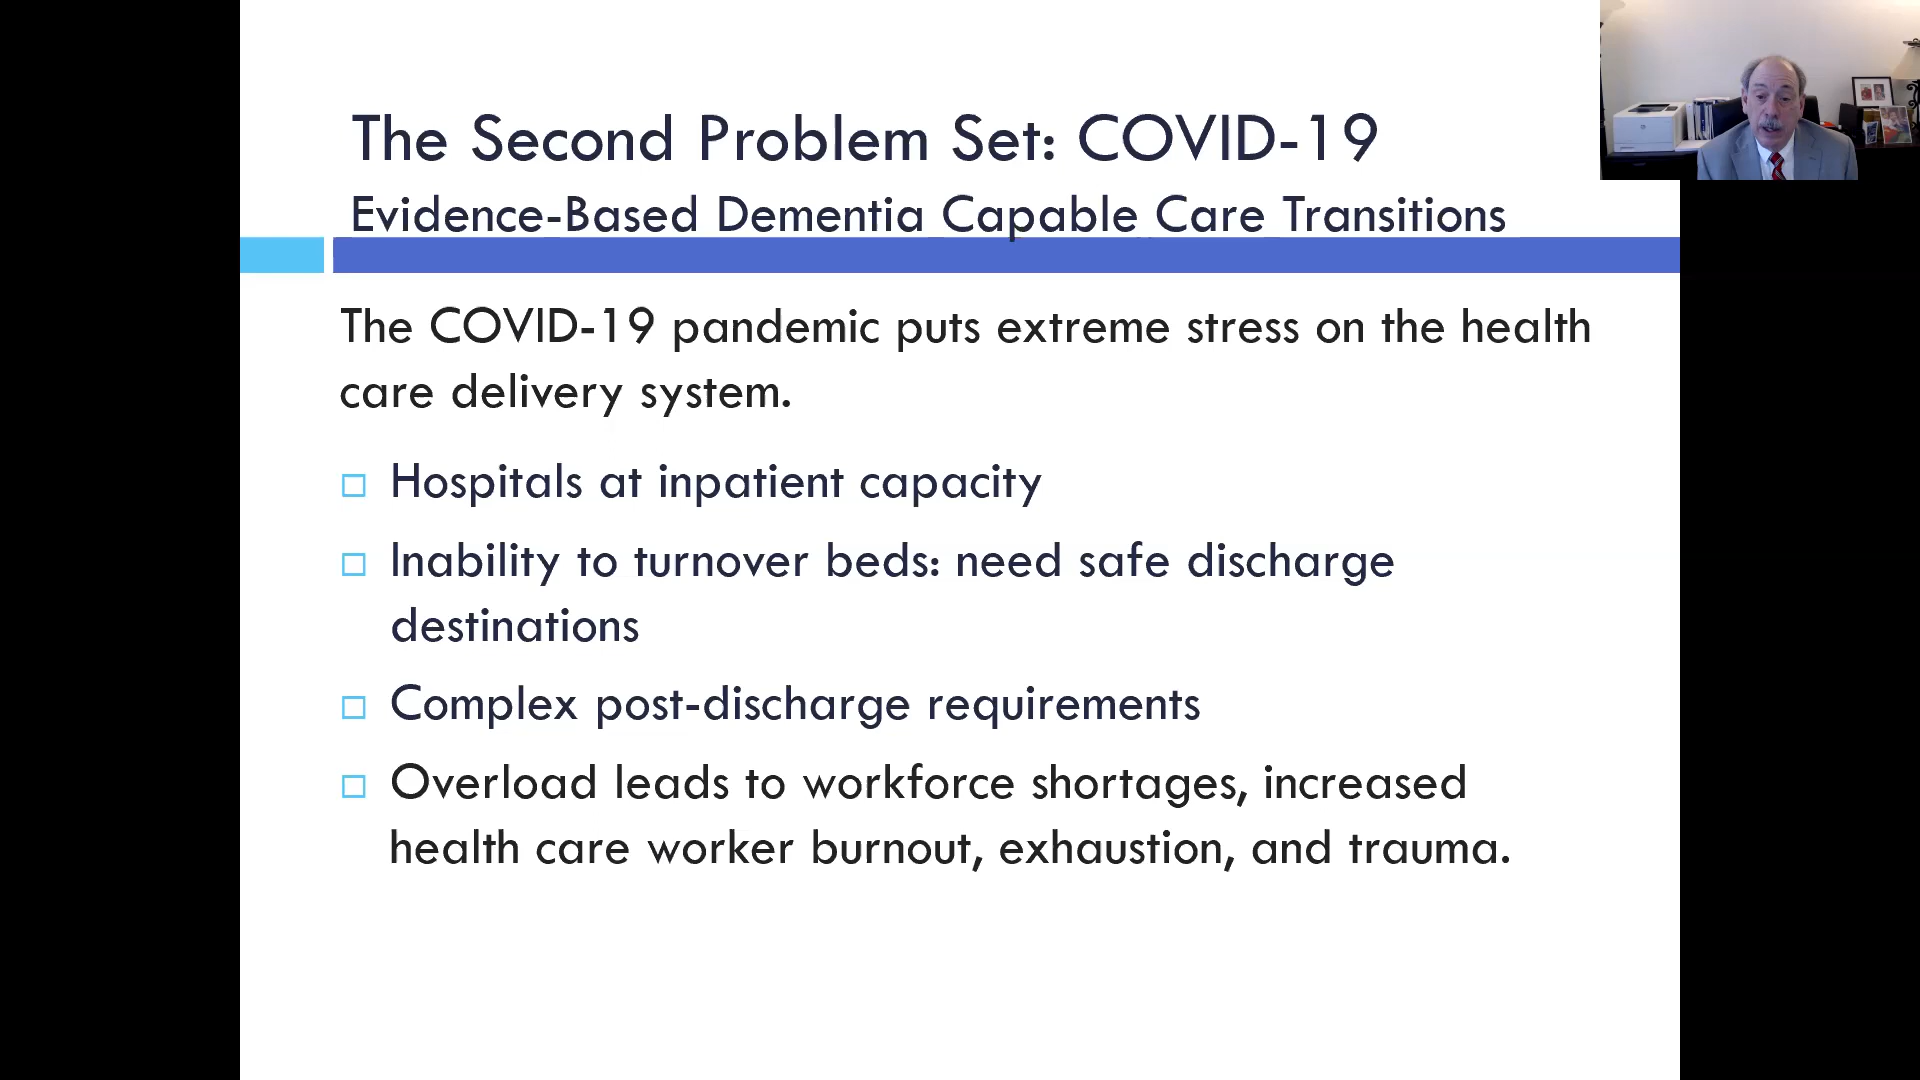 The Second Problem Set: COVID-19
Evidence-Based Dementia Capable Care Transitions
The COVID-19 pandemic puts extreme stress on the health
care delivery system.
Hospitals at inpatient capacity
Inability to turnover beds: need safe discharge
destinations
Complex post-discharge requirements
Overload leads to workforce shortages, increased
health care worker burnout, exhaustion, and trauma.